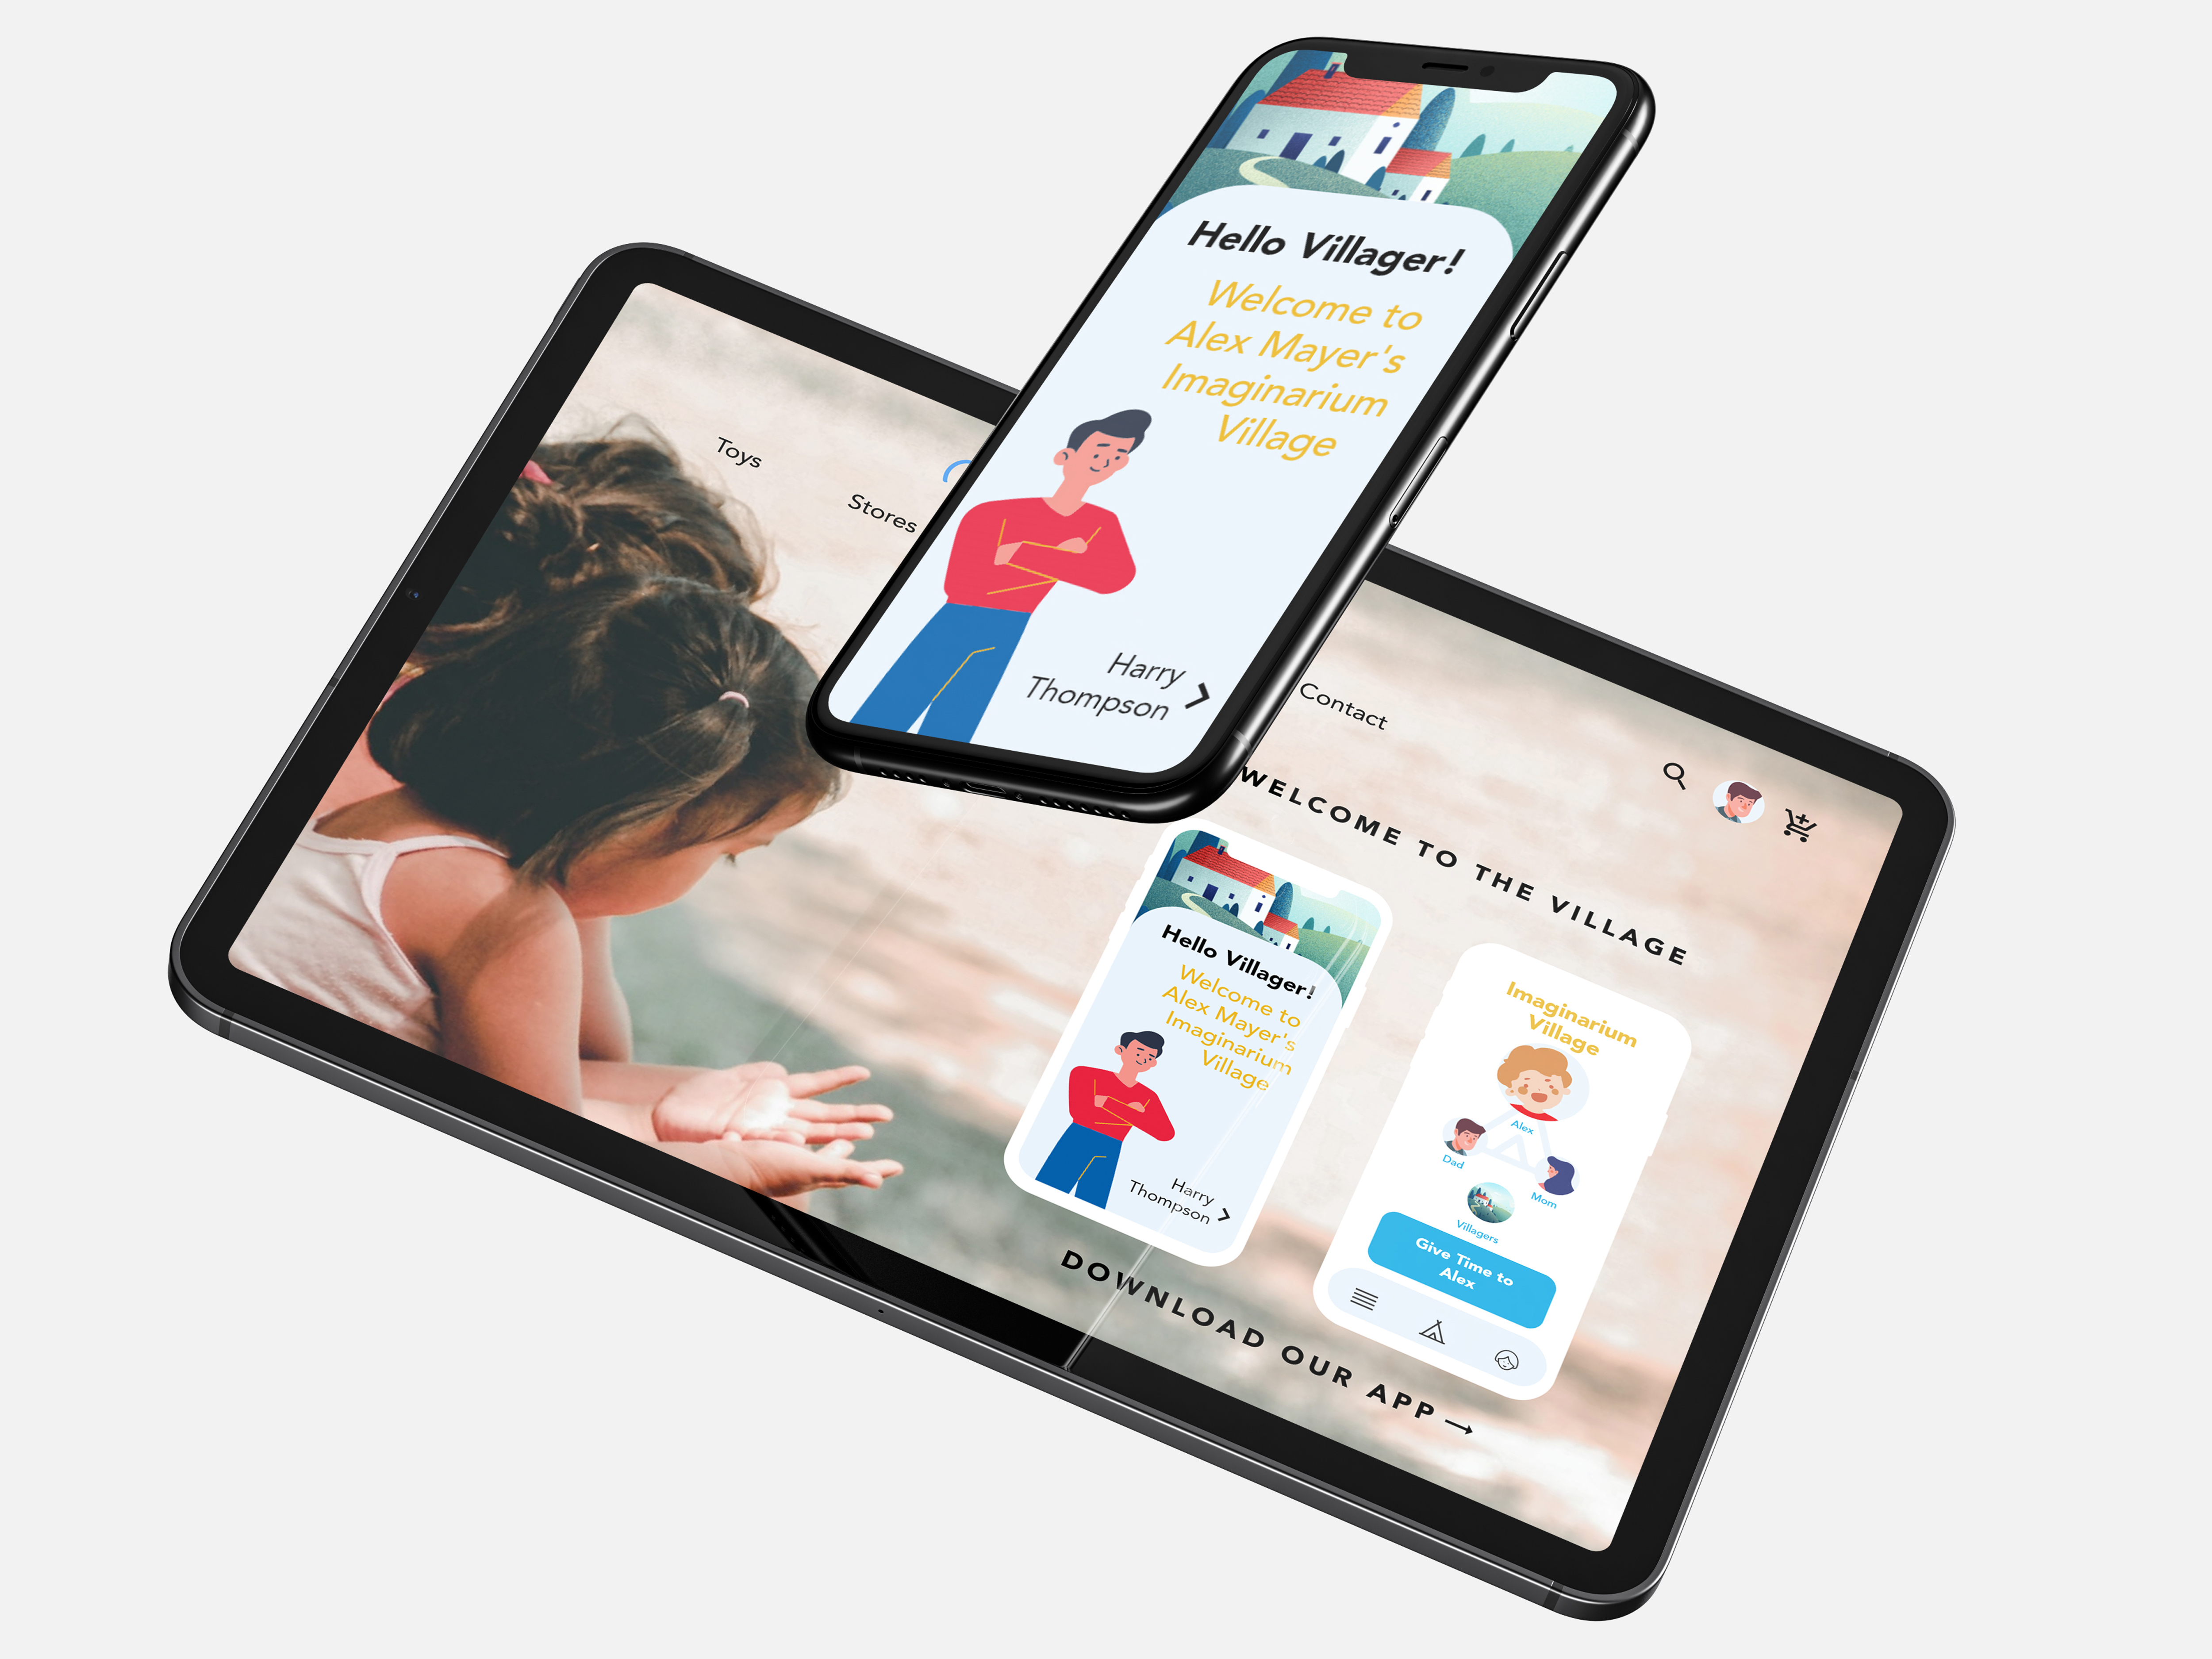 Hello Villager!
Welcome to
Alex Mayer's
Imaginarium
Village
Harry
Thompson
Toys
Stores
Contact
WELCOME TO THE VILLAGE
Hello Villager!
Welcome to
Alex Mayer's
Imaginarium
Village
Harry
Thompson
Imaginarium
Village
Alex
Dad
Mom
Villagers
Give Time to
Alex
DOWNLOAD OUR APP →